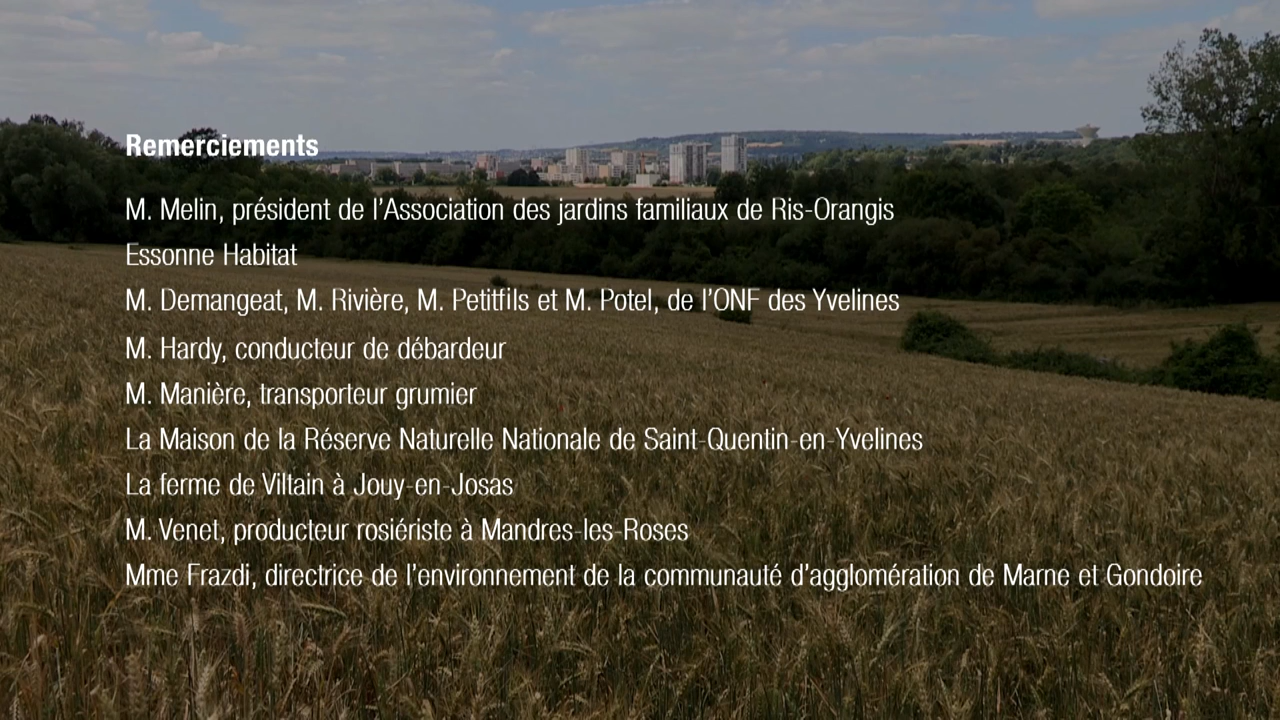 Remerciements
M. Melin, président de l'Association des jardins familiaux de Ris-Orangis
Essonne Habitat
M. Demangeat, M. Rivière, M. Petitfils et M. Potel, de l'ONF des Yvelines
M. Hardy, conducteur de débardeur
M. Manière, transporteur grumier
La Maison de la Réserve Naturelle Nationale de Saint-Quentin-en-Yvelines
La ferme de Viltain à Jouy-en-Josas
M. Venet, producteur rosiériste à Mandres-les-Roses
Mme Frazdi, directrice de l'environnement de la communauté d'agglomération de Marne et Gondoire